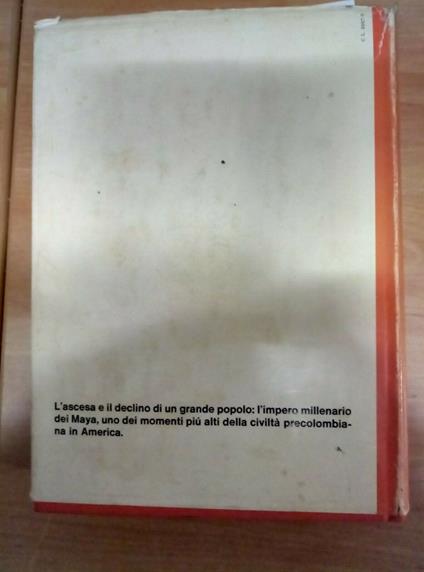 L'ascesa e il declino di un grande popolo: l'impero millenario
dei Maya, uno dei momenti piú alti della civiltà precolombia-
na in America.